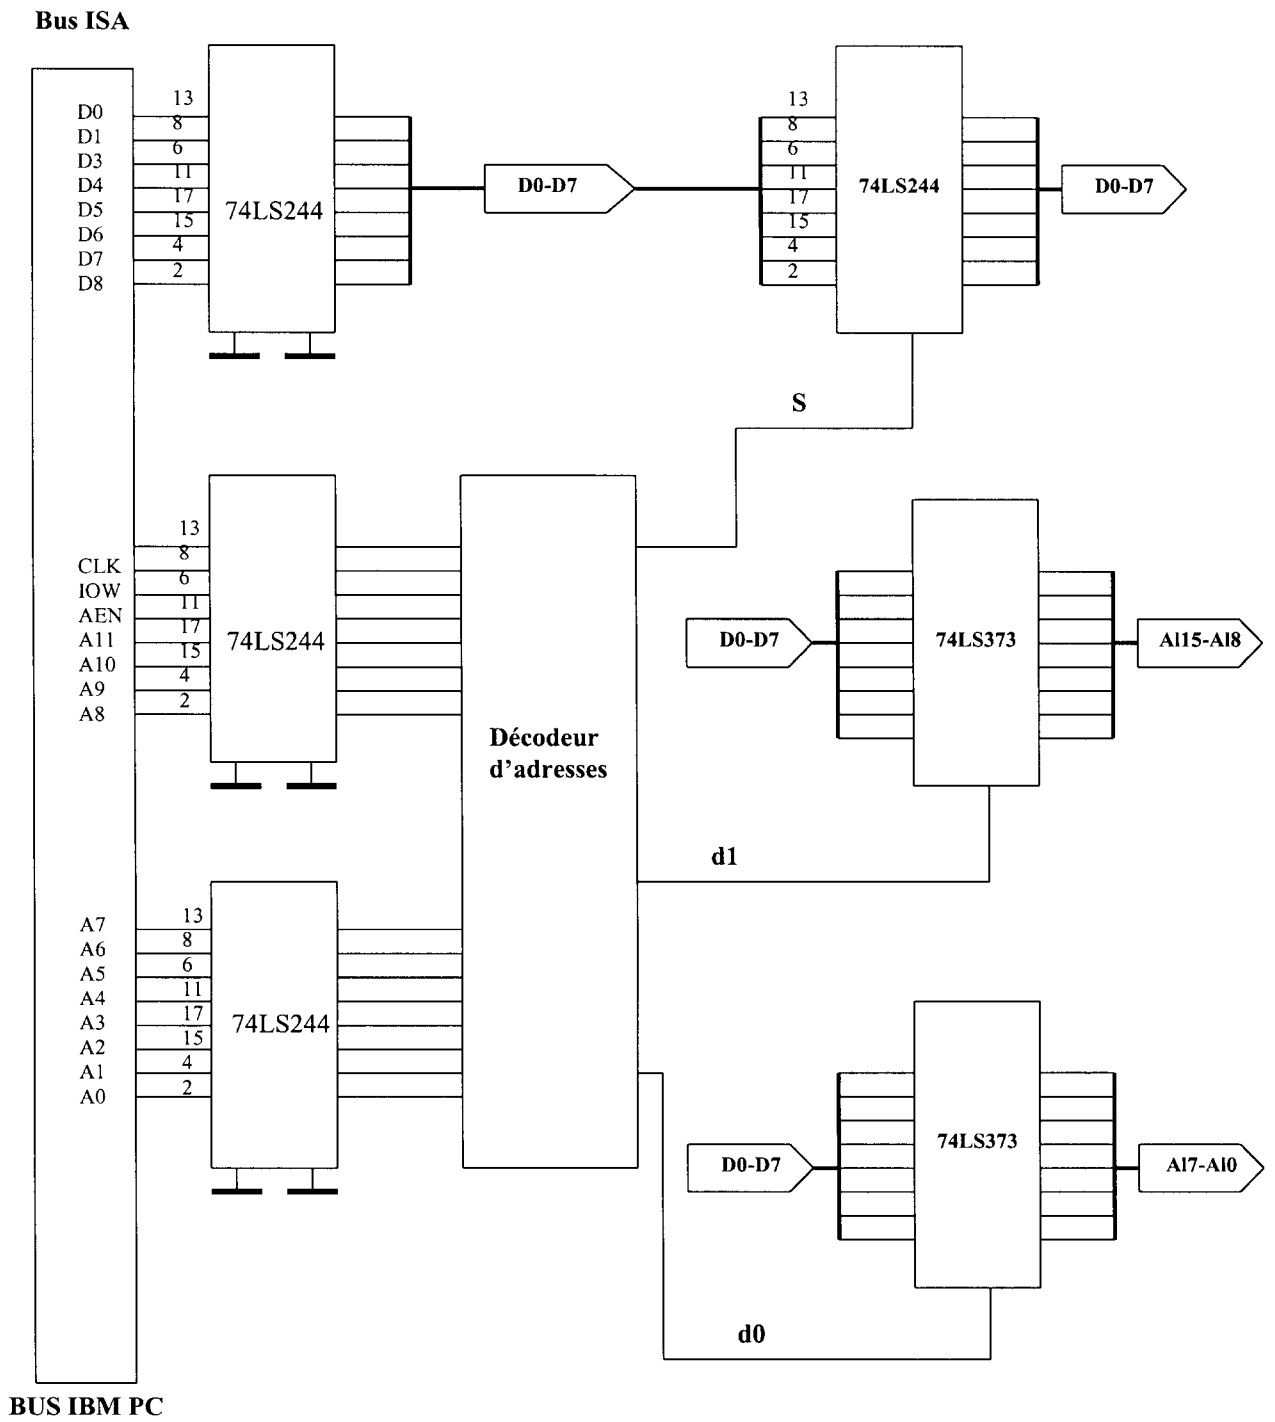 Bus ISA
D0
D1
D3
D4
D5
D6
D7
D8
13
8
6
11
17
15
4
2
74LS244
D0-D7
13
8
6
11
17
15
4
2
74LS244
D0-D7
S
CLK
IOW
AEN
A11
A10
A9
A8
13
8
6
11
17
15
4
2
74LS244
Décodeur
d’adresses
D0-D7
74LS373
Al15-Al8
d1
A7
A6
A5
A4
A3
A2
A1
A0
13
8
6
11
17
15
4
2
74LS244
D0-D7
74LS373
Al7-Al0
d0
BUS IBM PC